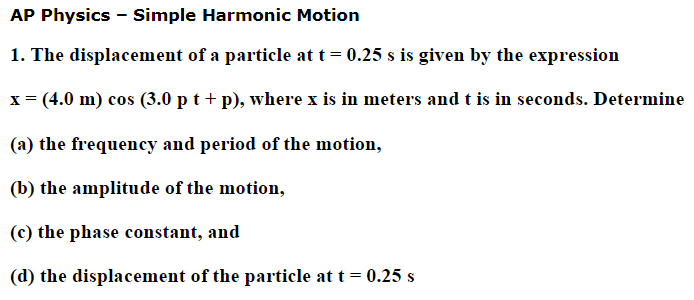 AP Physics – Simple Harmonic Motion
1. The displacement of a particle at t = 0.25 s is given by the expression
x = (4.0 m) cos (3.0 p t + p), where x is in meters and t is in seconds. Determine
(a) the frequency and period of the motion,
(b) the amplitude of the motion,
(c) the phase constant, and
(d) the displacement of the particle at t = 0.25 s